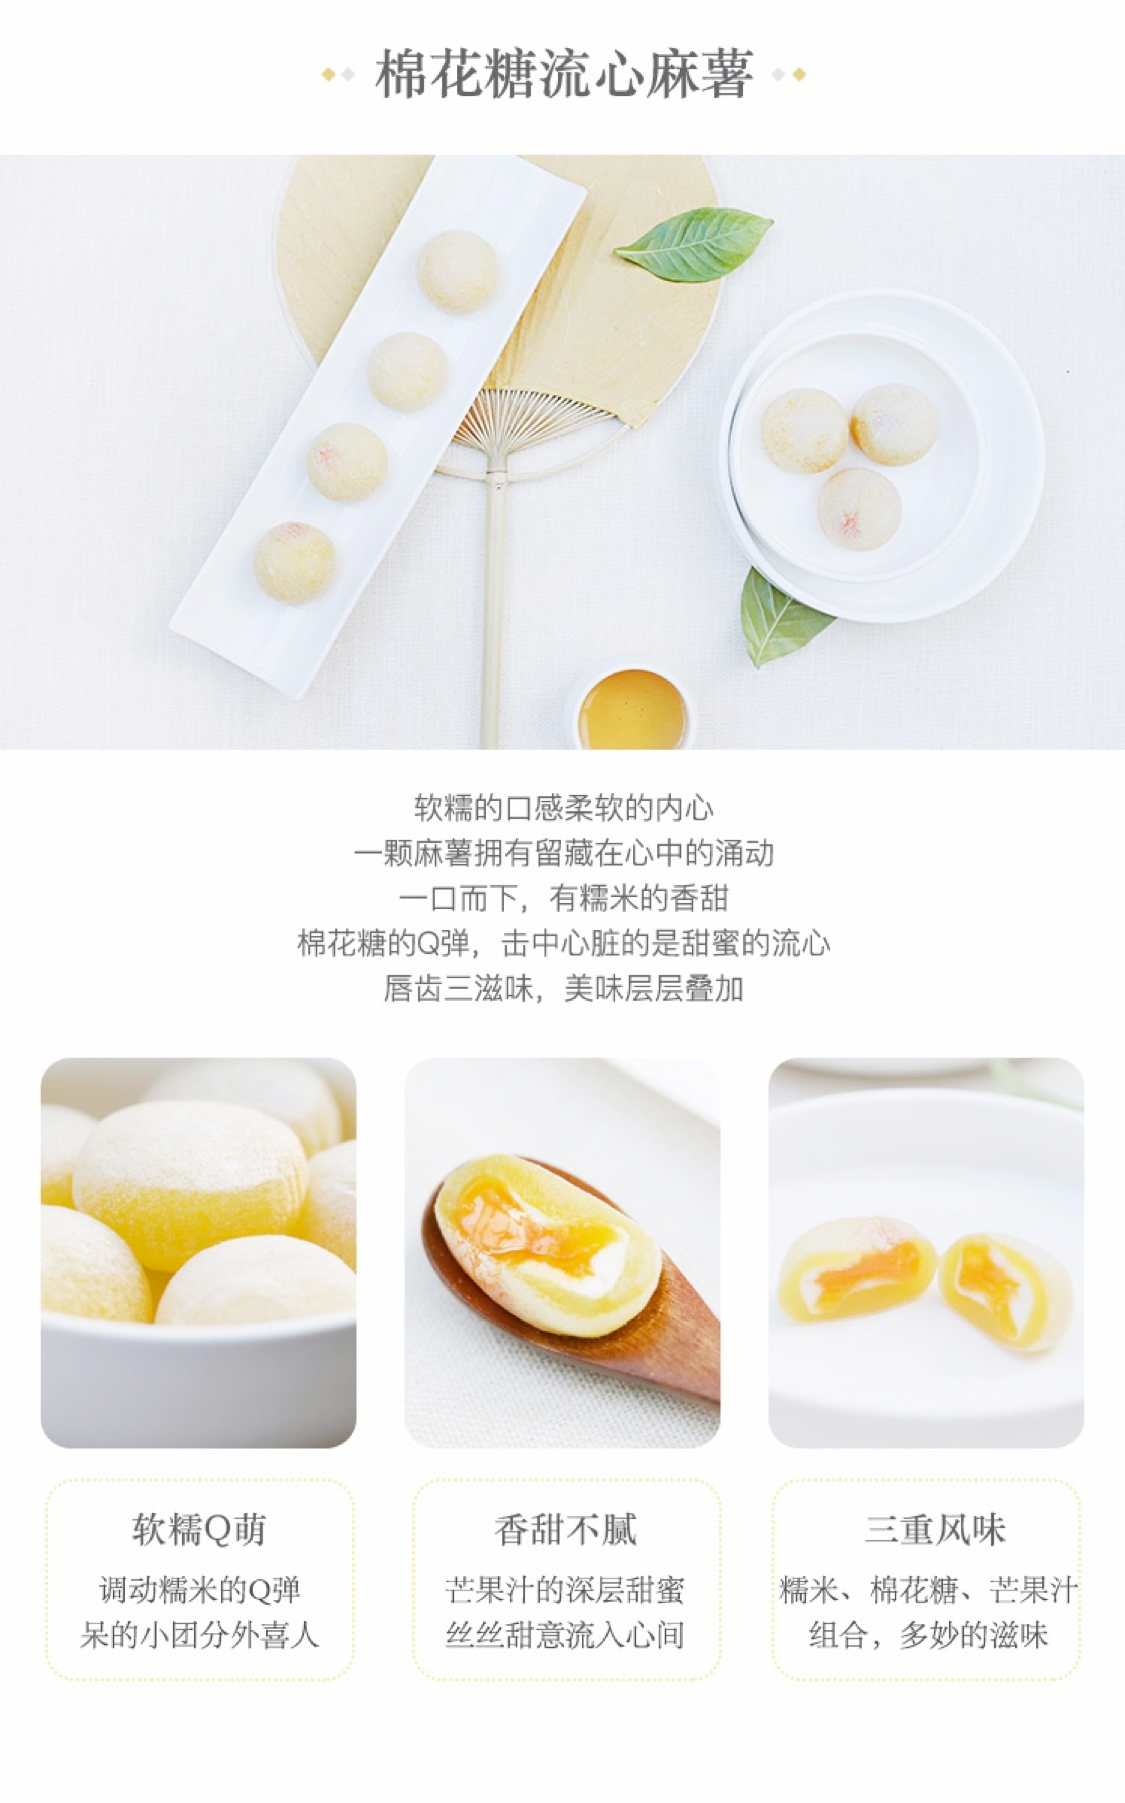 棉花糖流心麻薯
软糯的口感柔软的内心
一颗麻薯拥有留藏在心中的涌动
一口而下，有糯米的香甜
棉花糖的Q弹，击中心脏的是甜蜜的流心
唇齿三滋味，美味层层叠加
软糯Q萌
调动糯米的Q弹
呆的小团分外喜人
香甜不腻
芒果汁的深层甜蜜
丝丝甜意流入心间
三重风味
糯米、棉花糖、芒果汁
组合，多妙的滋味